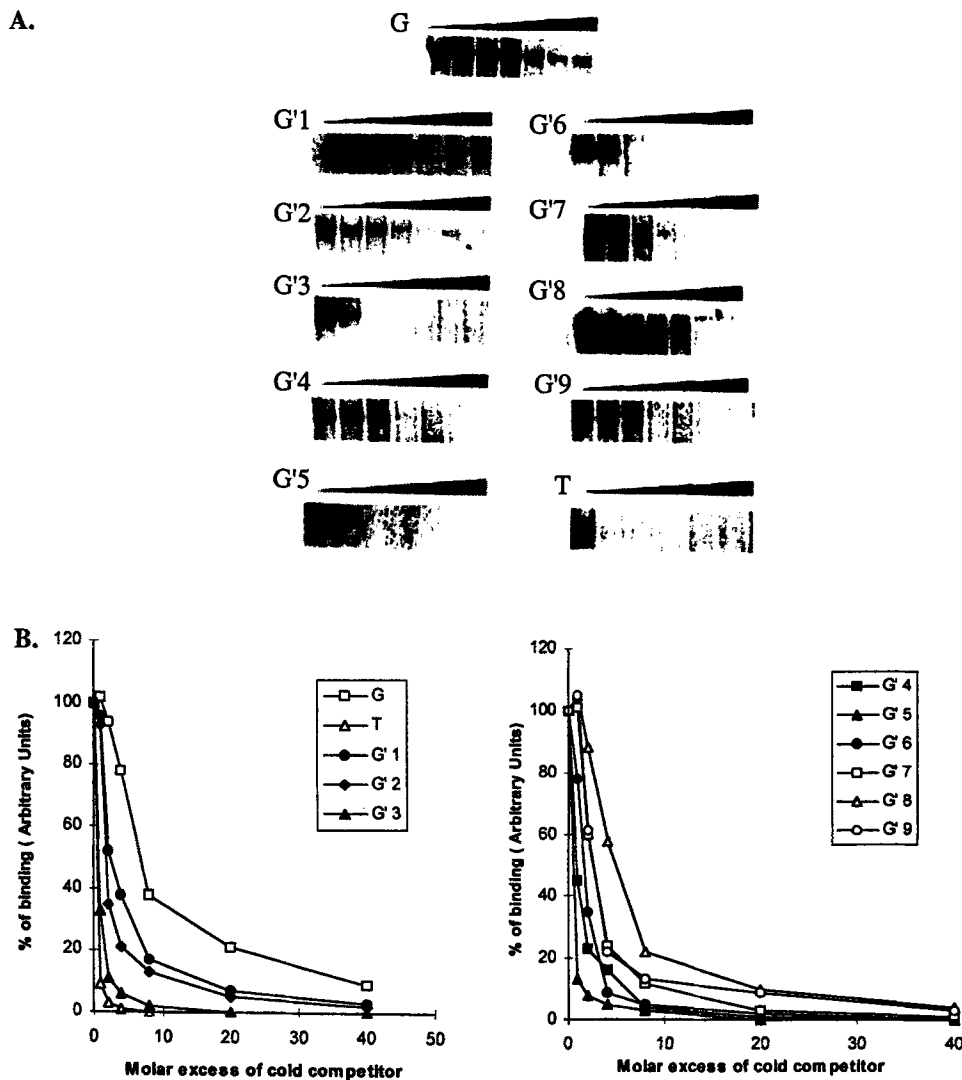 A.
G
G'1
G'6
G'2
G'7
G'3
G'8
G'4
G'9
G'5
T
B.
120
100
80
60
40
20
0
% of binding ( Arbitrary Units)
0 10 20 30 40 50
Molar excess of cold competitor
G
T
G' 1
G' 2
G' 3
120
100
80
60
40
20
0
% of binding ( Arbitrary Units)
0 10 20 30 40
Molar excess of cold competitor
G' 4
G' 5
G' 6
G' 7
G' 8
G' 9